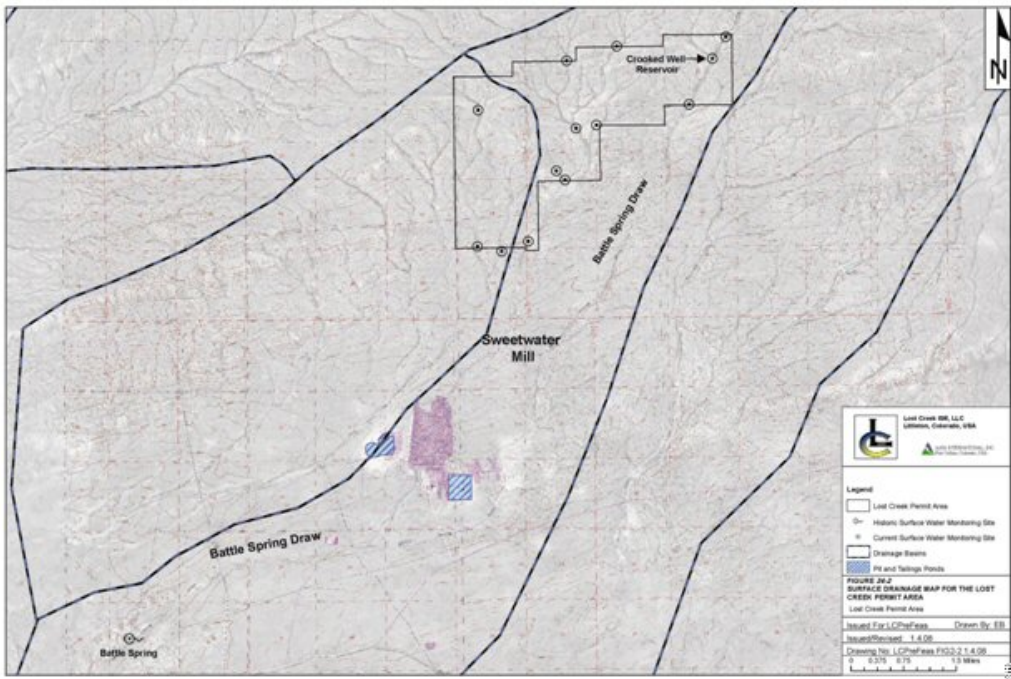 N
Crooked Well
Reservoir
Battle Spring Draw
Sweetwater
Mill
Battle Spring Draw
Battle Spring
LC
Lost Creek ISR, LLC
Littleton, Colorado, USA
Legend
Lost Creek Permit Area
Historic Surface Water Monitoring Site
Current Surface Water Monitoring Site
Drainage Basins
Pit and Tailings Ponds
FIGURE 24-2
SURFACE DRAINAGE MAP FOR THE LOST
CREEK PERMIT AREA
Lost Creek Permit Area
Issued For:LCPreFeas Drawn By: EB
Issued/Revised: 1.4.08
Drawing No: LCPreFeas FIG2-2 1.4.08
0 0.375 0.75 1.5 Miles